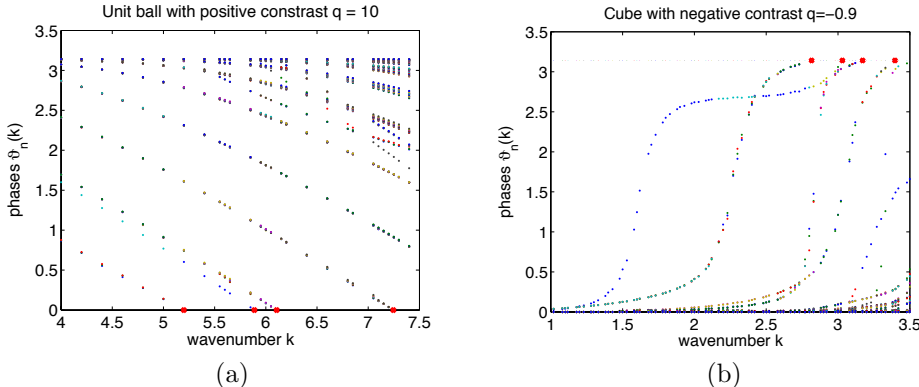 Unit ball with positive constrast q = 10
3.5
3
2.5
2
1.5
1
0.5
0
phases ϑn(k)
4 4.5 5 5.5 6 6.5 7 7.5
wavenumber k
(a)
Cube with negative contrast q=−0.9
3.5
3
2.5
2
1.5
1
0.5
0
phases ϑn(k)
1 1.5 2 2.5 3 3.5
wavenumber k
(b)